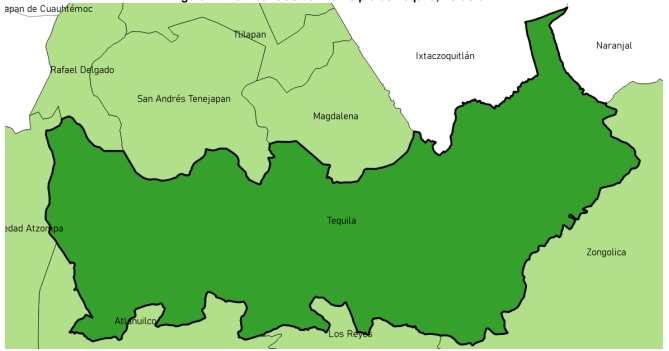 apan de Cuauhtémoc
Tlilapan
Naranjal
Ixtaczoquitlán
Rafael Delgado
San Andrés Tenejapan
Magdalena
Tequila
edad Atzompa
Zongolica
Atlahuilco
Los Reyes